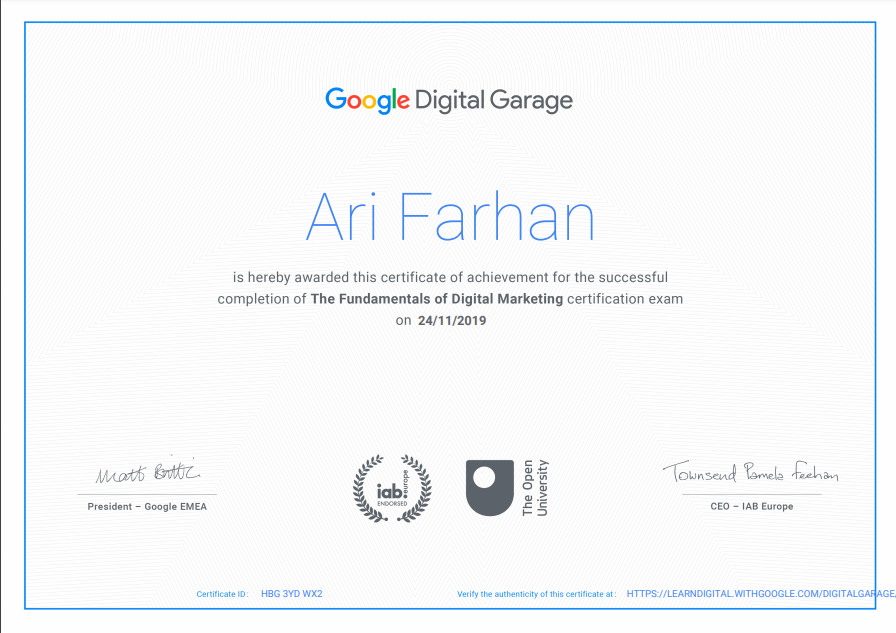 Google Digital Garage
Ari Farhan
is hereby awarded this certificate of achievement for the successful
completion of The Fundamentals of Digital Marketing certification exam
on 24/11/2019
Matt
Townsend Pamela Feehan
iab.
europe
ENDORSED
The Open
University
President – Google EMEA
CEO – IAB Europe
Certificate ID: HBG 3YD WX2
Verify the authenticity of this certificate at: HTTPS://LEARNDIGITAL.WITHGOOGLE.COM/DIGITALGARAGE/